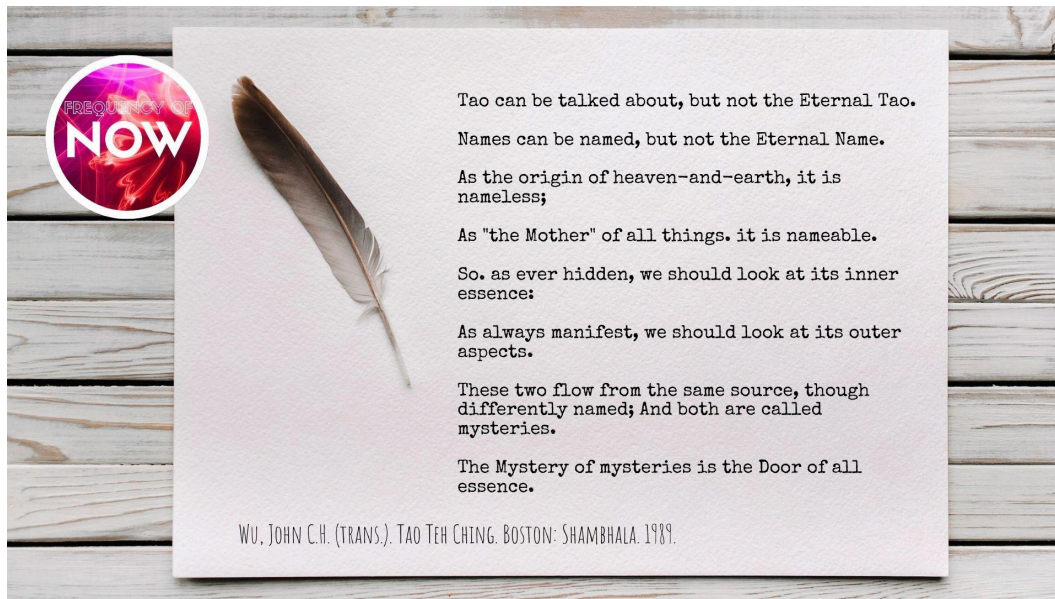 FREQUENCY OF
NOW
Tao can be talked about, but not the Eternal Tao.
Names can be named, but not the Eternal Name.
As the origin of heaven-and-earth, it is
nameless;
As "the Mother" of all things. it is nameable.
So. as ever hidden, we should look at its inner
essence:
As always manifest, we should look at its outer
aspects.
These two flow from the same source, though
differently named; And both are called
mysteries.
The Mystery of mysteries is the Door of all
essence.
Wu, John C.H. (trans.). Tao Teh Ching. Boston: Shambhala. 1989.